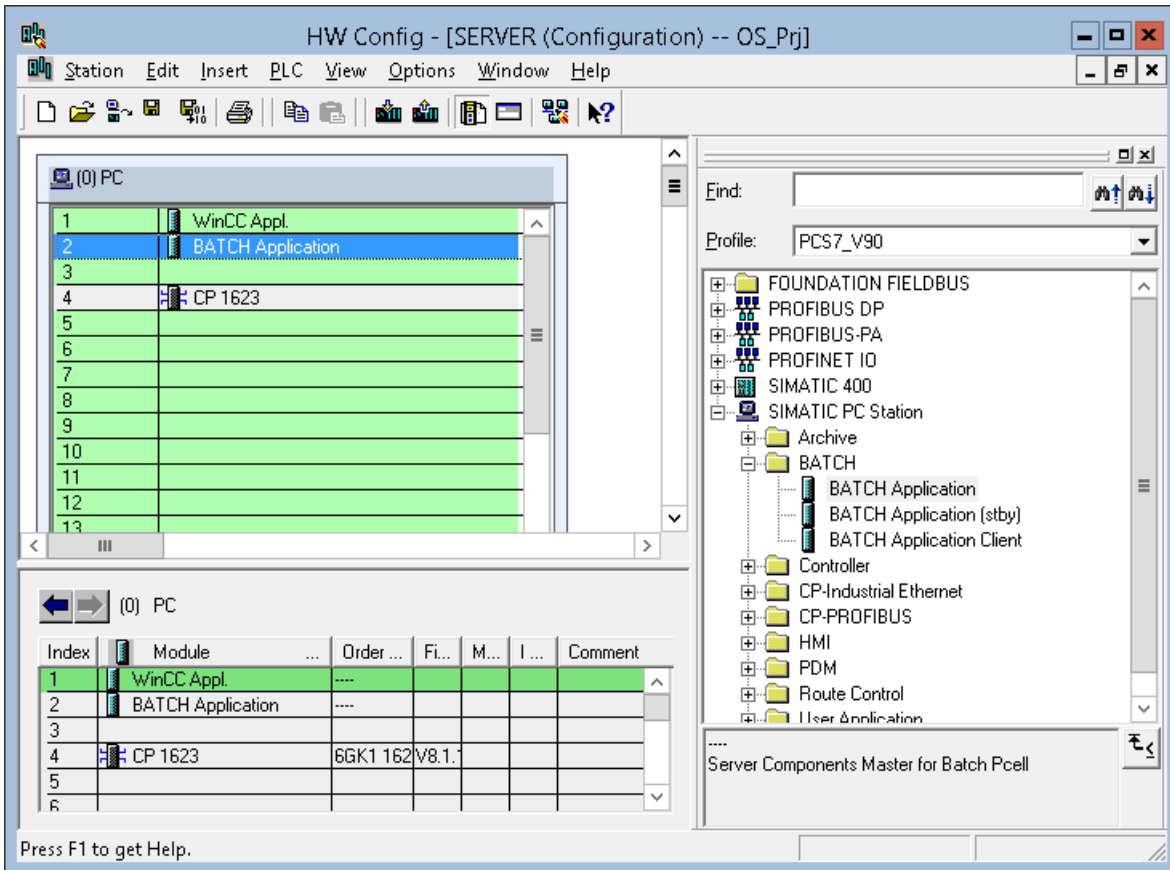 HW Config - [SERVER (Configuration) -- OS_Prj]
Station Edit Insert PLC View Options Window Help
(0) PC
1 WinCC Appl.
2 BATCH Application
3
4 CP 1623
5
6
7
8
9
10
11
12
13
Find:
Profile: PCS7_V90
FOUNDATION FIELDBUS
PROFIBUS DP
PROFIBUS-PA
PROFINET IO
SIMATIC 400
SIMATIC PC Station
Archive
BATCH
BATCH Application
BATCH Application (stby)
BATCH Application Client
Controller
CP-Industrial Ethernet
CP-PROFIBUS
HMI
PDM
Route Control
User Application
----
Server Components Master for Batch Pcell
(0) PC
Index Module ... Order ... Fi... M... I ... Comment
1 WinCC Appl. ----
2 BATCH Application ----
3
4 CP 1623 6GK1 162 V8.1.1
5
6
Press F1 to get Help.